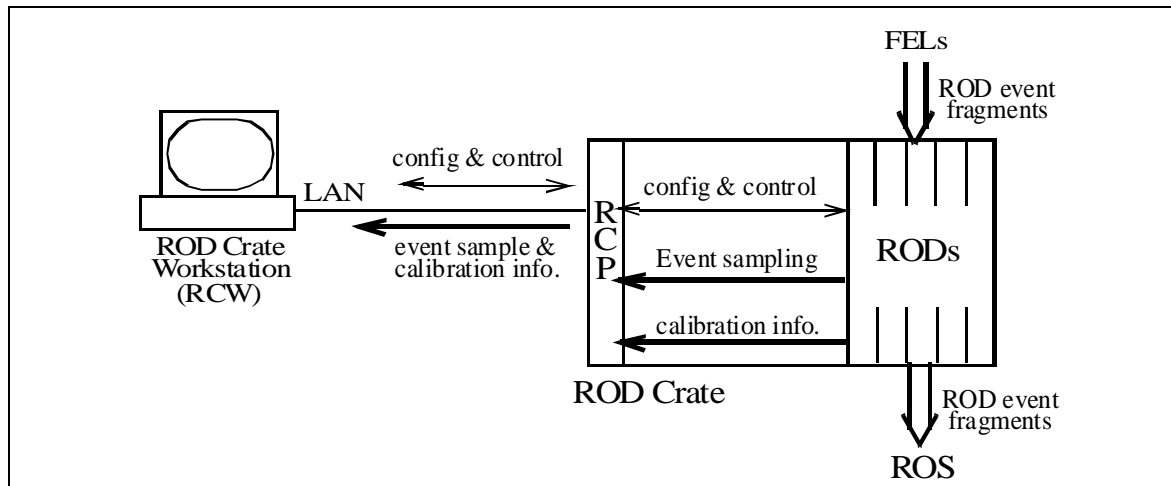 FELs
ROD event
fragments
config & control
LAN
config & control
RCP
event sample &
calibration info.
Event sampling
RODs
ROD Crate
Workstation
(RCW)
calibration info.
ROD Crate
ROD event
fragments
ROS